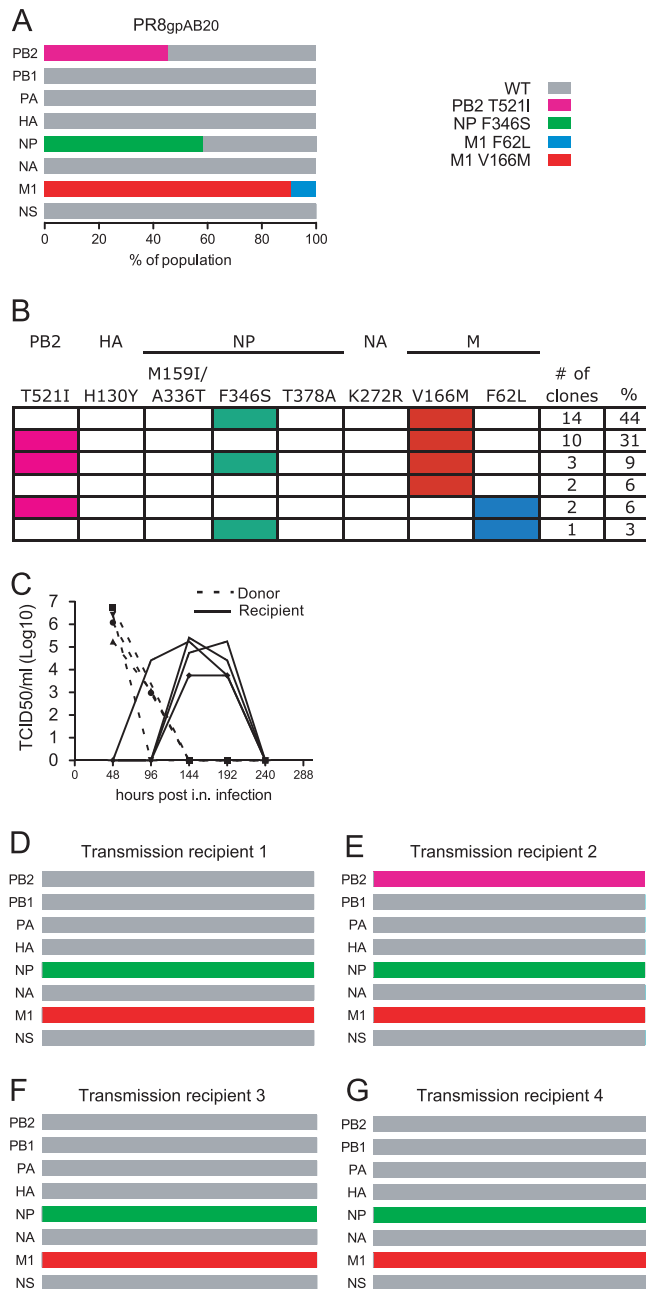 A
PR8gpAB20
PB2
PB1
PA
HA
NP
NA
M1
NS
0 20 40 60 80 100
% of population
WT
PB2 T521I
NP F346S
M1 F62L
M1 V166M
B
PB2 HA NP NA M
T521I H130Y M159I/ A336T F346S T378A K272R V166M F62L # of clones %
14 44
10 31
3 9
2 6
2 6
1 3
C
Donor
Recipient
TCID50/ml (Log10)
7
6
5
4
3
2
1
0
0 48 96 144 192 240 288
hours post i.n. infection
D
Transmission recipient 1
PB2
PB1
PA
HA
NP
NA
M1
NS
E
Transmission recipient 2
PB2
PB1
PA
HA
NP
NA
M1
NS
F
Transmission recipient 3
PB2
PB1
PA
HA
NP
NA
M1
NS
G
Transmission recipient 4
PB2
PB1
PA
HA
NP
NA
M1
NS